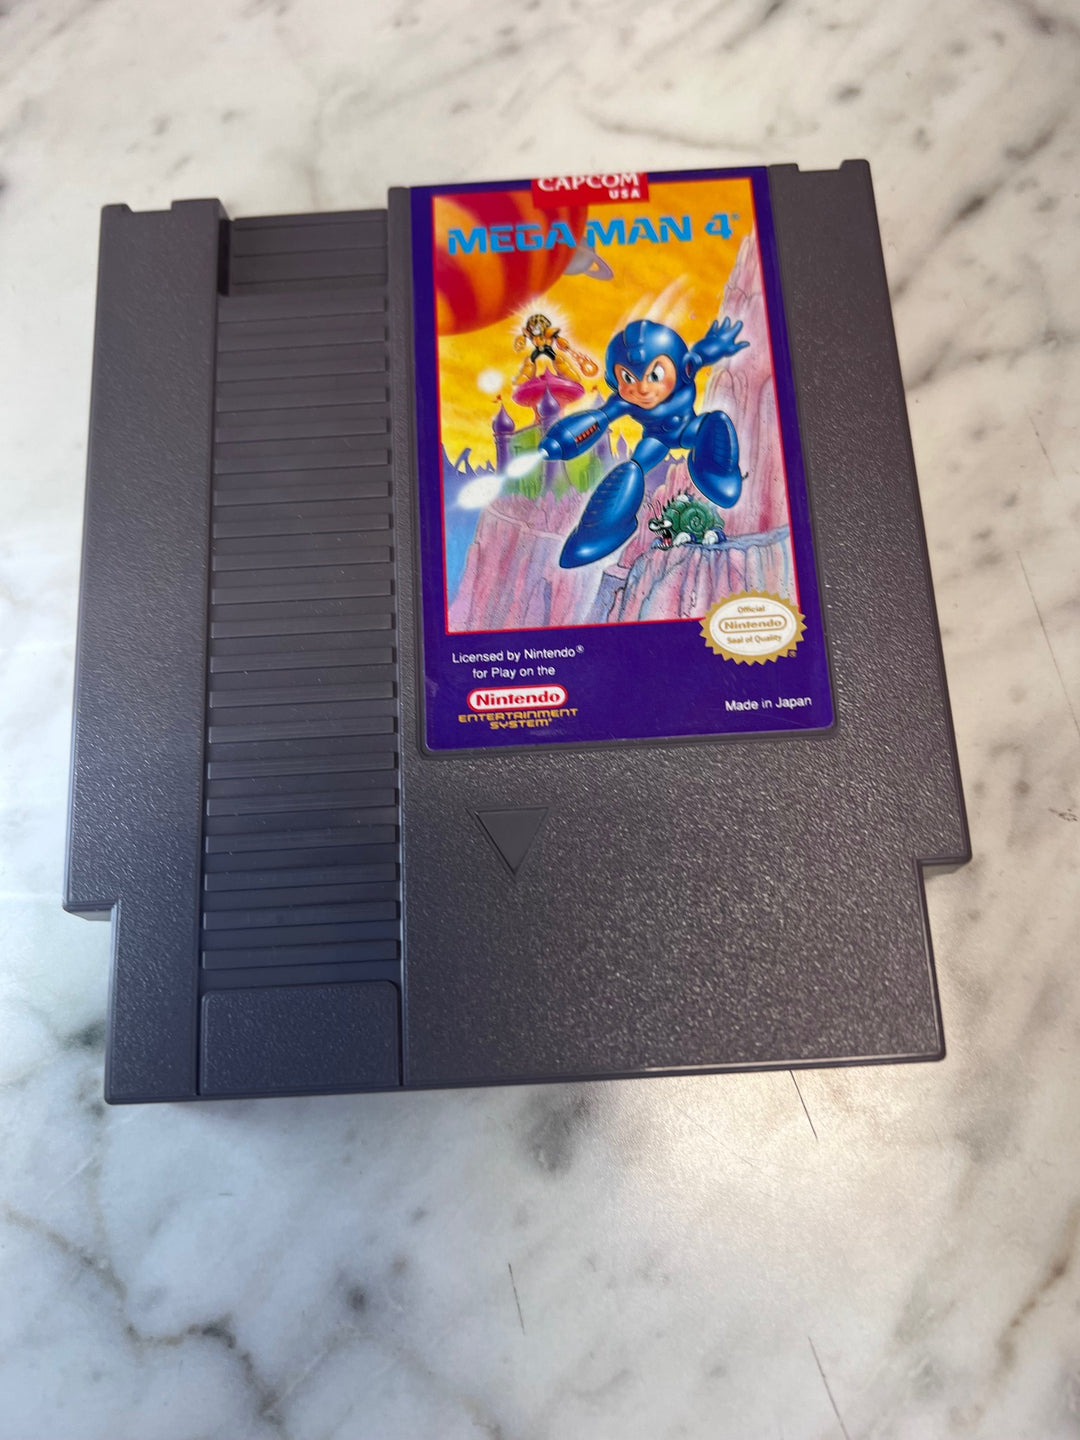 CAPCOM
USA
MEGA MAN 4®
Official
Nintendo
Seal of Quality
Licensed by Nintendo®
for Play on the
Nintendo
ENTERTAINMENT
SYSTEM®
Made in Japan